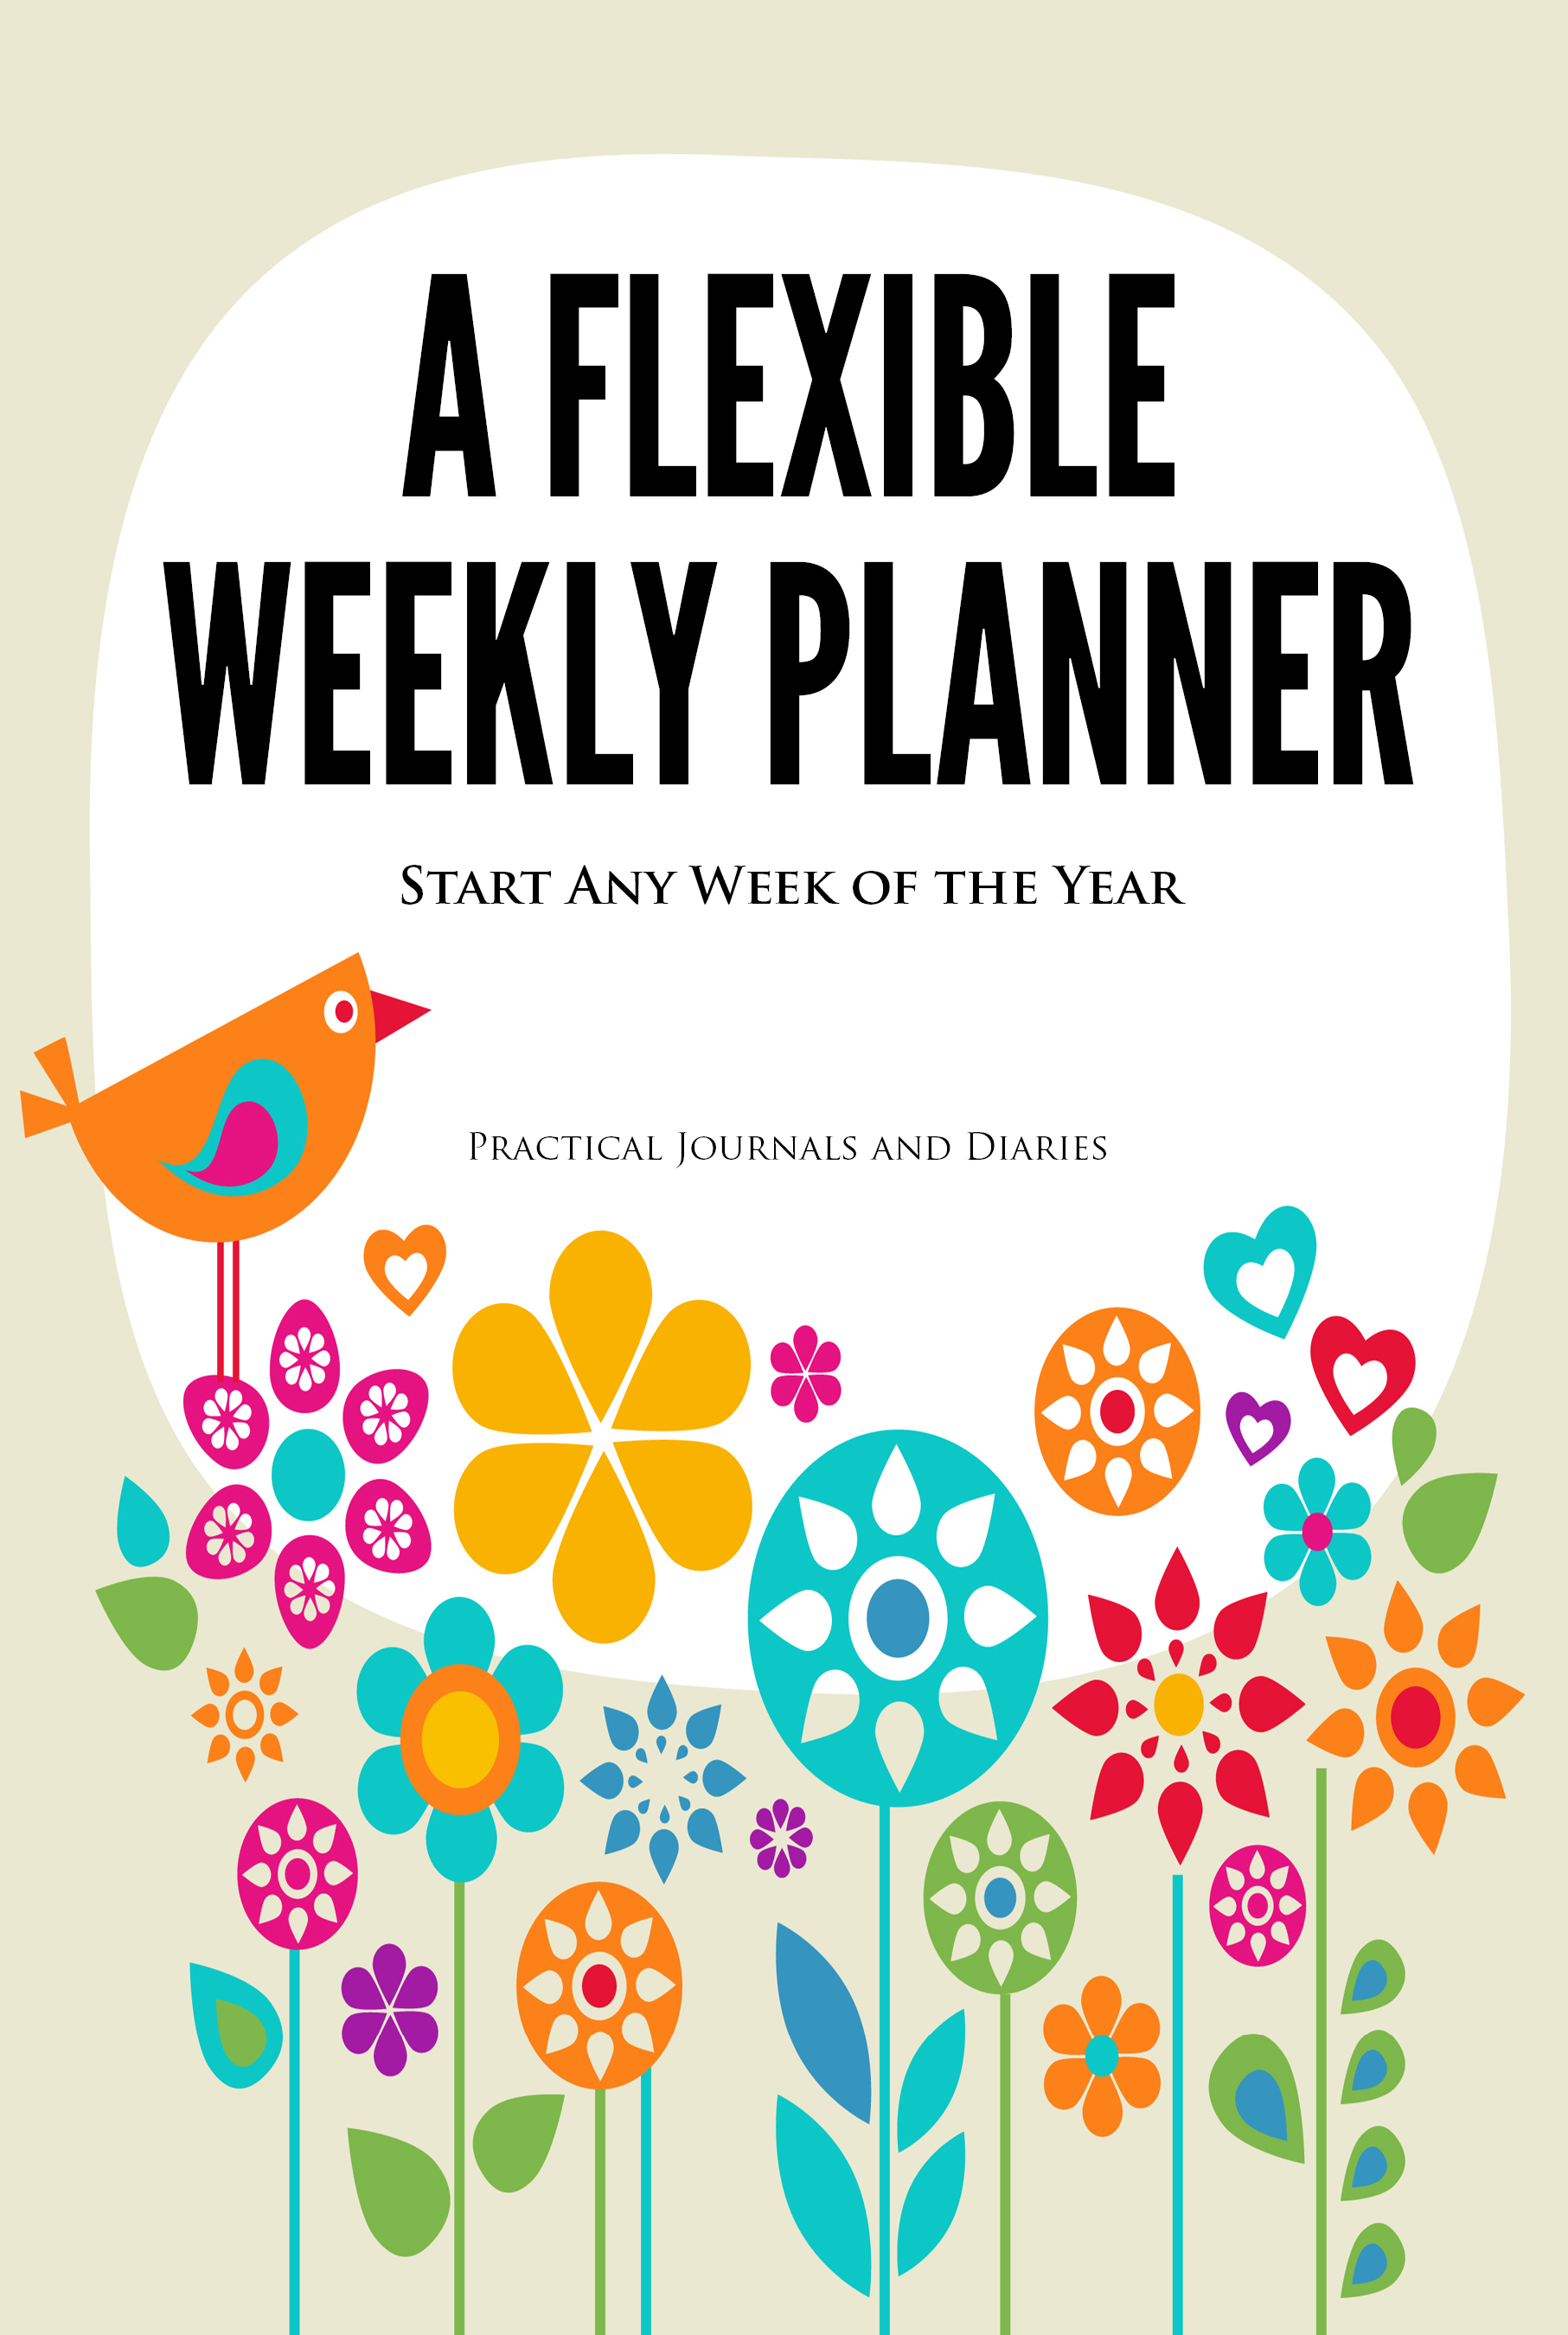 A FLEXIBLE
WEEKLY PLANNER
Start Any Week of the Year
Practical Journals and Diaries